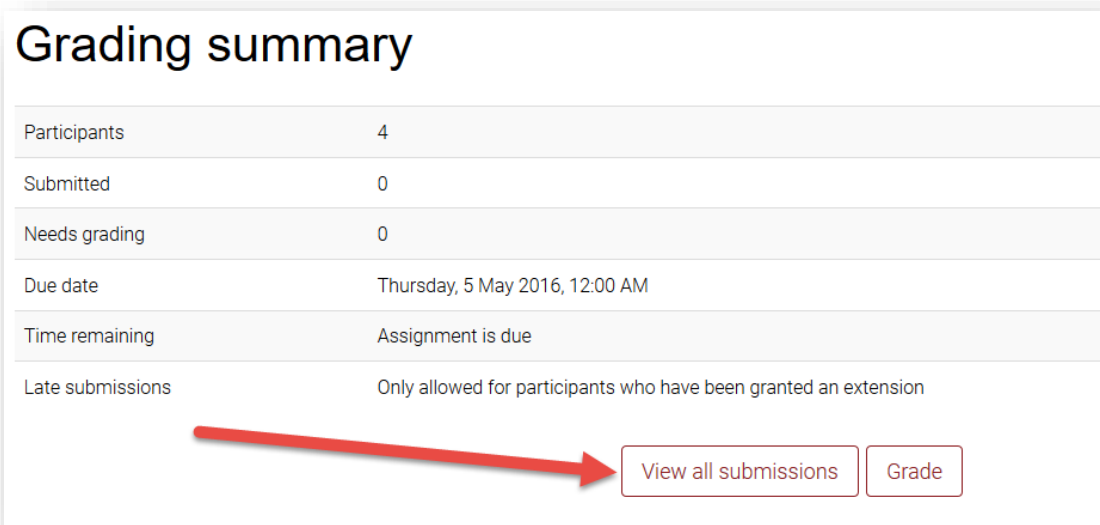 Grading summary
Participants 4
Submitted 0
Needs grading 0
Due date Thursday, 5 May 2016, 12:00 AM
Time remaining Assignment is due
Late submissions Only allowed for participants who have been granted an extension
View all submissions Grade